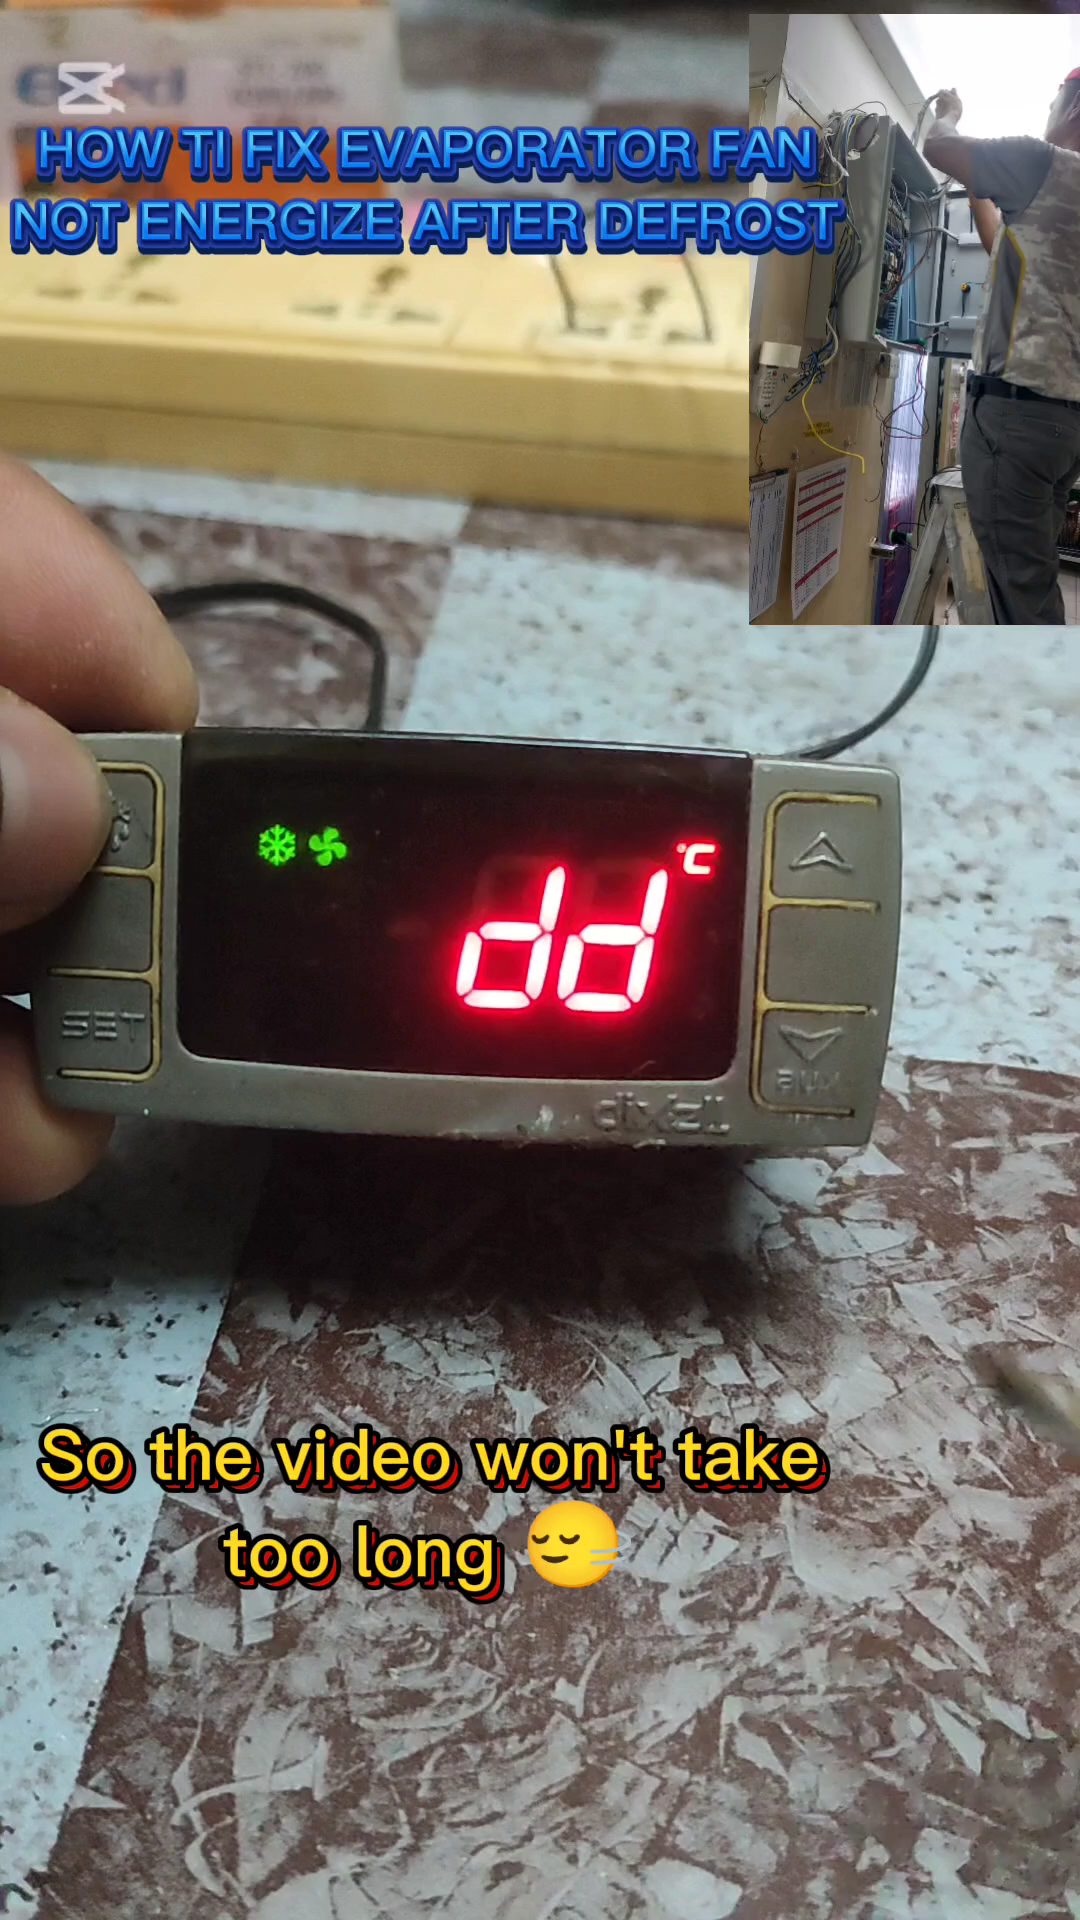 HOW TI FIX EVAPORATOR FAN
NOT ENERGIZE AFTER DEFROST
°C
dd
SET
AUX
dixell
So the video won't take
too long 😌